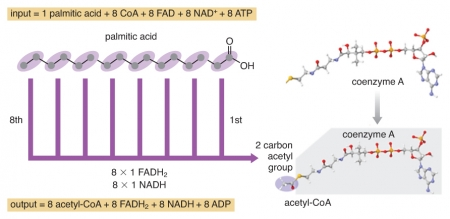 input = 1 palmitic acid + 8 CoA + 8 FAD + 8 NAD⁺ + 8 ATP
palmitic acid
O
OH
coenzyme A
8th
1st
8 × 1 FADH₂
8 × 1 NADH
2 carbon
acetyl
group
coenzyme A
acetyl-CoA
output = 8 acetyl-CoA + 8 FADH₂ + 8 NADH + 8 ADP